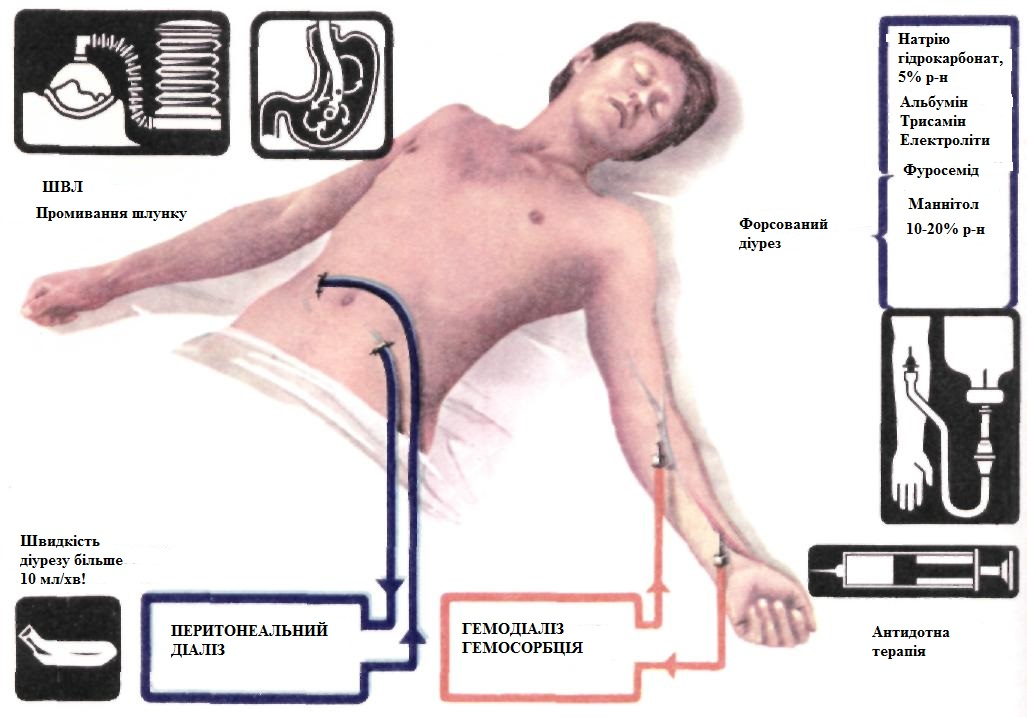 ШВЛ
Промивання шлунку
Натрію
гідрокарбонат,
5% р-н
Альбумін
Трисамін
Електроліти
Фуросемід
Маннітол
10-20% р-н
Форсований
діурез
Швидкість
діурезу більше
10 мл/хв!
ПЕРИТОНЕАЛЬНИЙ
ДІАЛІЗ
ГЕМОДІАЛІЗ
ГЕМОСОРБЦІЯ
Антидотна
терапія